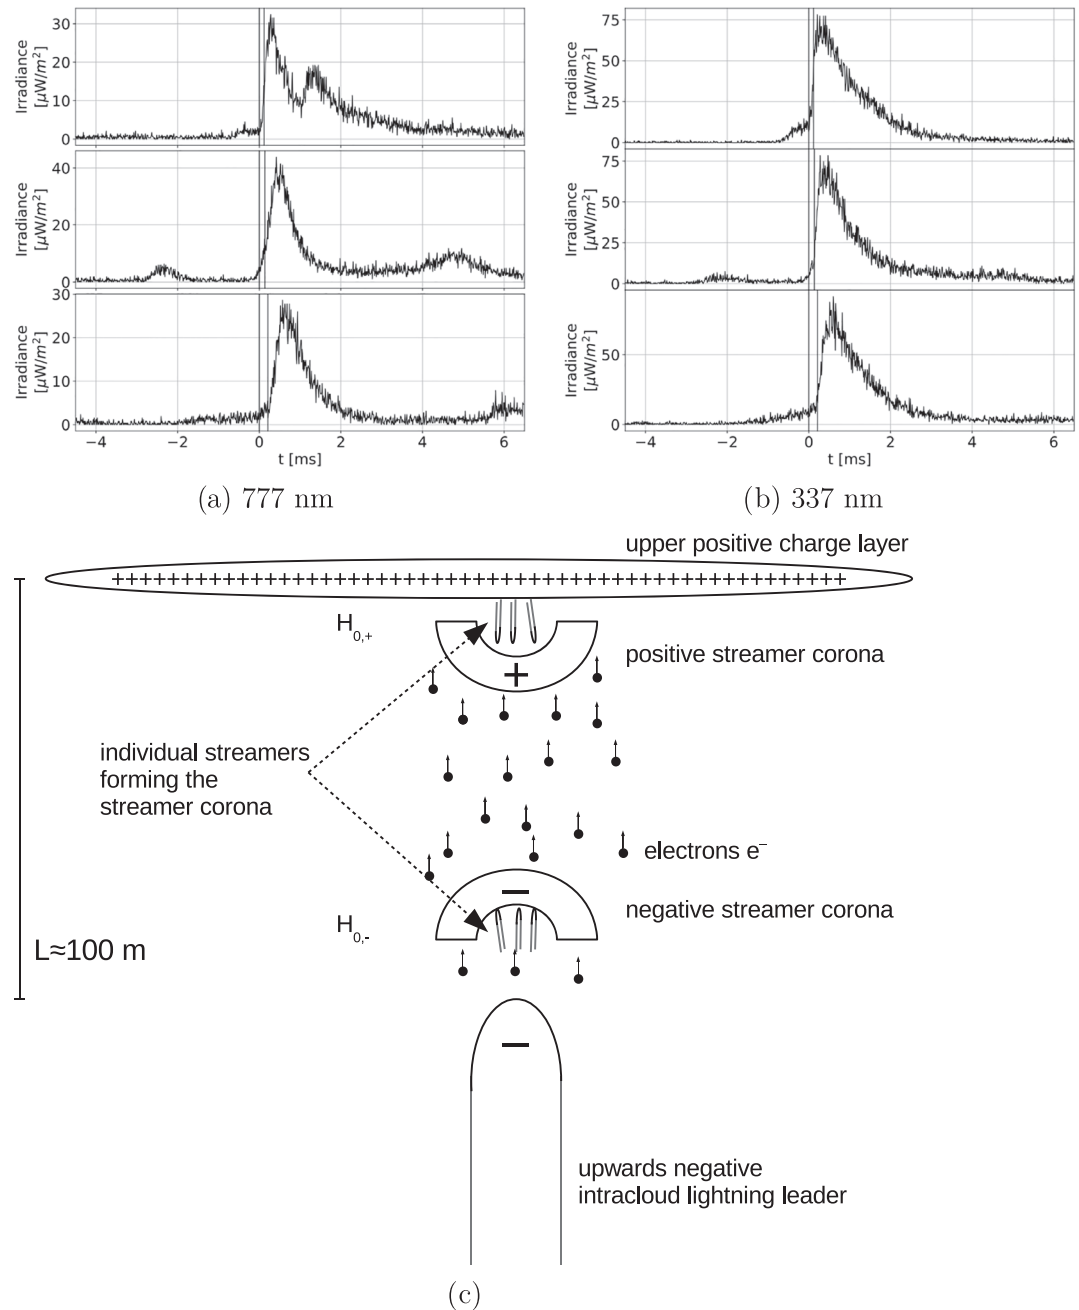 Irradiance
[μW/m²]
30
20
10
0
Irradiance
[μW/m²]
40
20
0
Irradiance
[μW/m²]
30
20
10
0
−4 −2 0 2 4 6
t [ms]
(a) 777 nm
Irradiance
[μW/m²]
75
50
25
0
Irradiance
[μW/m²]
75
50
25
0
Irradiance
[μW/m²]
50
0
−4 −2 0 2 4 6
t [ms]
(b) 337 nm
upper positive charge layer
+++++++++++++++++++++++++++++++++++++++++++++++++++++
H0,+
+
positive streamer corona
individual streamers
forming the
streamer corona
electrons e⁻
−
negative streamer corona
H0,-
L≈100 m
−
upwards negative
intracloud lightning leader
(c)